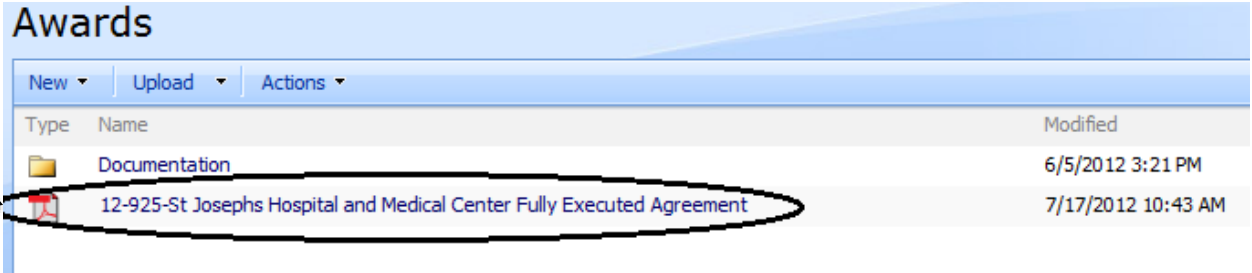 Awards
New Upload Actions
Type Name Modified
Documentation 6/5/2012 3:21 PM
12-925-St Josephs Hospital and Medical Center Fully Executed Agreement 7/17/2012 10:43 AM